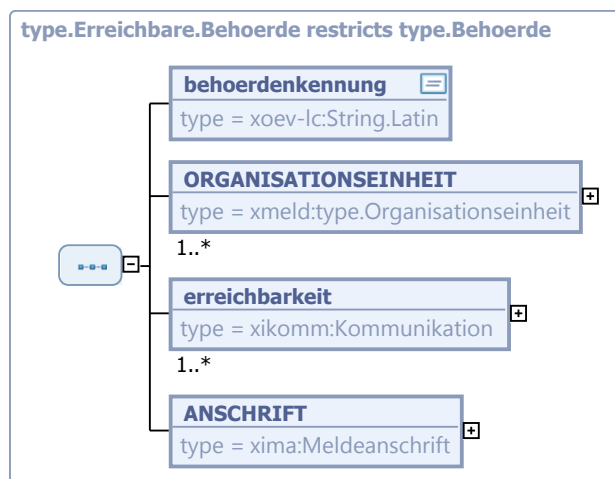 type.Erreichbare.Behoerde restricts type.Behoerde
behoerdenkennung
type = xoev-lc:String.Latin
ORGANISATIONSEINHEIT
type = xmeld:type.Organisationseinheit
1..*
erreichbarkeit
type = xikomm:Kommunikation
1..*
ANSCHRIFT
type = xima:Meldeanschrift